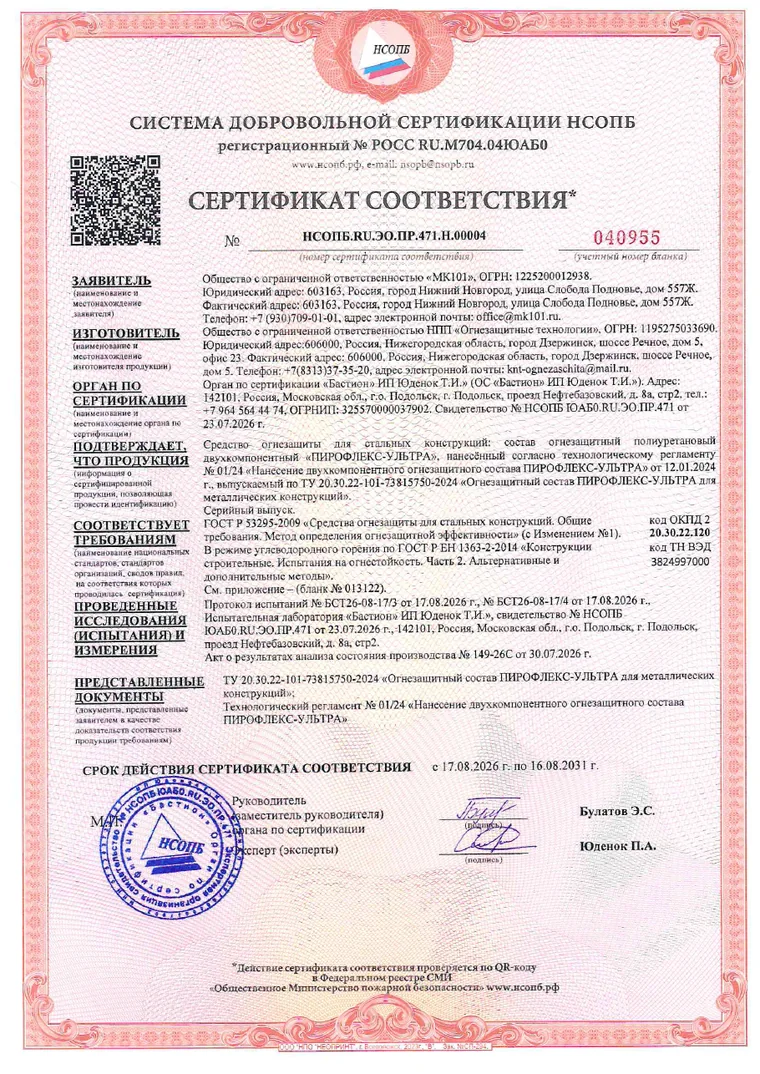 НСОПБ
СИСТЕМА ДОБРОВОЛЬНОЙ СЕРТИФИКАЦИИ НСОПБ
регистрационный № РОСС RU.М704.04ЮАБ0
www.нсопб.рф, e-mail: nsopb@nsopb.ru
СЕРТИФИКАТ СООТВЕТСТВИЯ*
№ НСОПБ.RU.ЭО.ПР.471.Н.00004 040955
(номер сертификата соответствия) (учетный номер бланка)
ЗАЯВИТЕЛЬ
(наименование и
местонахождение
заявителя)
Общество с ограниченной ответственностью «МК101», ОГРН: 1225200012938.
Юридический адрес: 603163, Россия, город Нижний Новгород, улица Слобода Подновье, дом 557Ж.
Фактический адрес: 603163, Россия, город Нижний Новгород, улица Слобода Подновье, дом 557Ж.
Телефон: +7 (930)709-01-01, адрес электронной почты: office@mk101.ru.
ИЗГОТОВИТЕЛЬ
(наименование и
местонахождение
изготовителя продукции)
Общество с ограниченной ответственностью НПП «Огнезащитные технологии», ОГРН: 1195275033690.
Юридический адрес:606000, Россия, Нижегородская область, город Дзержинск, шоссе Речное, дом 5,
офис 23. Фактический адрес: 606000, Россия, Нижегородская область, город Дзержинск, шоссе Речное,
дом 5. Телефон: +7(8313)37-35-20, адрес электронной почты: knt-ognezaschita@mail.ru.
ОРГАН ПО
СЕРТИФИКАЦИИ
(наименование и
местонахождение органа по
сертификации)
Орган по сертификации «Бастион» ИП Юденок Т.И.» (ОС «Бастион» ИП Юденок Т.И.»). Адрес:
142101, Россия, Московская обл., г.о. Подольск, г. Подольск, проезд Нефтебазовский, д. 8а, стр2, тел.:
+7 964 564 44 74, ОГРНИП: 325570000037902. Свидетельство № НСОПБ ЮАБ0.RU.ЭО.ПР.471 от
23.07.2026 г.
ПОДТВЕРЖДАЕТ,
ЧТО ПРОДУКЦИЯ
(информация о
сертифицированной
продукции, позволяющая
провести идентификацию)
Средство огнезащиты для стальных конструкций: состав огнезащитный полиуретановый
двухкомпонентный «ПИРОФЛЕКС-УЛЬТРА», нанесённый согласно технологическому регламенту
№ 01/24 «Нанесение двухкомпонентного огнезащитного состава ПИРОФЛЕКС-УЛЬТРА» от 12.01.2024
г., выпускаемый по ТУ 20.30.22-101-73815750-2024 «Огнезащитный состав ПИРОФЛЕКС-УЛЬТРА для
металлических конструкций».
Серийный выпуск.
СООТВЕТСТВУЕТ
ТРЕБОВАНИЯМ
(наименование национальных
стандартов, стандартов
организаций, сводов правил,
на соответствия которых
проводилась сертификация)
ГОСТ Р 53295-2009 «Средства огнезащиты для стальных конструкций. Общие
требования. Метод определения огнезащитной эффективности» (с Изменением №1).
В режиме углеводородного горения по ГОСТ Р ЕН 1363-2-2014 «Конструкции
строительные. Испытания на огнестойкость. Часть 2. Альтернативные и
дополнительные методы».
См. приложение – (бланк № 013122).
код ОКПД 2
20.30.22.120
код ТН ВЭД
3824997000
ПРОВЕДЕННЫЕ
ИССЛЕДОВАНИЯ
(ИСПЫТАНИЯ) И
ИЗМЕРЕНИЯ
Протокол испытаний № БСТ26-08-17/3 от 17.08.2026 г., № БСТ26-08-17/4 от 17.08.2026 г.,
Испытательная лаборатория «Бастион» ИП Юденок Т.И.», свидетельство № НСОПБ
ЮАБ0.RU.ЭО.ПР.471 от 23.07.2026 г.,142101, Россия, Московская обл., г.о. Подольск, г. Подольск,
проезд Нефтебазовский, д. 8а, стр2.
Акт о результатах анализа состояния производства № 149-26С от 30.07.2026 г.
ПРЕДСТАВЛЕННЫЕ
ДОКУМЕНТЫ
(документы, представленные
заявителем в качестве
доказательств соответствия
продукции требованиям)
ТУ 20.30.22-101-73815750-2024 «Огнезащитный состав ПИРОФЛЕКС-УЛЬТРА для металлических
конструкций»;
Технологический регламент № 01/24 «Нанесение двухкомпонентного огнезащитного состава
ПИРОФЛЕКС-УЛЬТРА»
СРОК ДЕЙСТВИЯ СЕРТИФИКАТА СООТВЕТСТВИЯ с 17.08.2026 г. по 16.08.2031 г.
Руководитель
(заместитель руководителя)
органа по сертификации
(подпись)
Булатов Э.С.
эксперт (эксперты)
(подпись)
Юденок П.А.
НСОПБ
*Действие сертификата соответствия проверяется по QR-коду
в Федеральном реестре СМИ
«Общественное Министерство пожарной безопасности» www.нсопб.рф